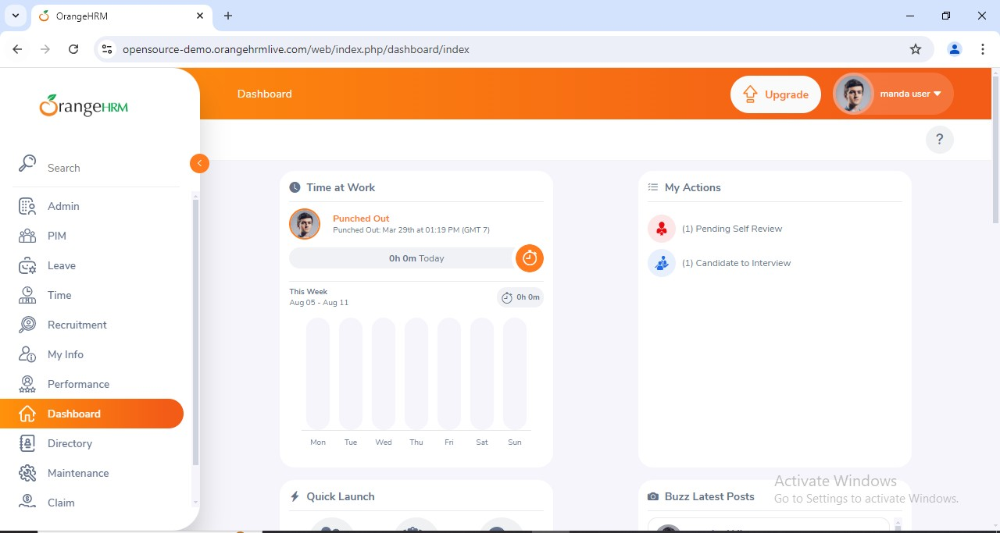 OrangeHRM
opensource-demo.orangehrmlive.com/web/index.php/dashboard/index
OrangeHRM
Dashboard
Upgrade
manda user
?
Search
Admin
PIM
Leave
Time
Recruitment
My Info
Performance
Dashboard
Directory
Maintenance
Claim
Time at Work
Punched Out
Punched Out: Mar 29th at 01:19 PM (GMT 7)
0h 0m Today
This Week
Aug 05 - Aug 11
0h 0m
Mon Tue Wed Thu Fri Sat Sun
My Actions
(1) Pending Self Review
(1) Candidate to Interview
Quick Launch
Buzz Latest Posts
Activate Windows
Go to Settings to activate Windows.